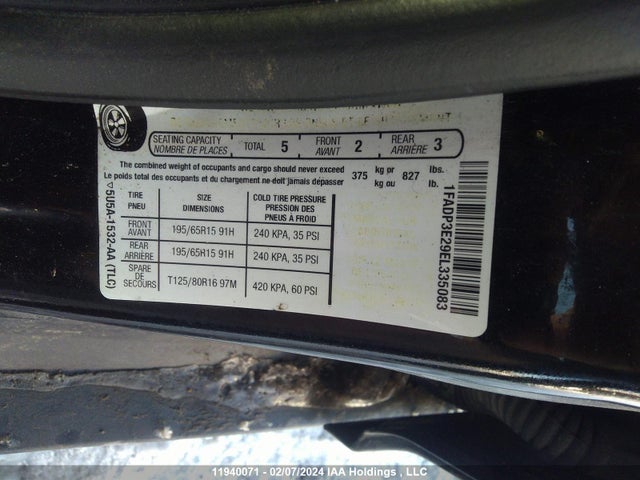 SEATING CAPACITY
NOMBRE DE PLACES
TOTAL 5
FRONT
AVANT 2
REAR
ARRIÈRE 3
The combined weight of occupants and cargo should never exceed 375 kg or 827 lbs.
Le poids total des occupants et du chargement ne doit jamais dépasser kg ou lb.
TIRE
PNEU
SIZE
DIMENSIONS
COLD TIRE PRESSURE
PRESSION DES
PNEUS À FROID
FRONT
AVANT
195/65R15 91H
240 KPA, 35 PSI
REAR
ARRIÈRE
195/65R15 91H
240 KPA, 35 PSI
SPARE
DE
SECOURS
T125/80R16 97M
420 KPA, 60 PSI
5U5A-1532-AA (TLC)
1FADP3E29EL335083
11940071 - 02/07/2024 IAA Holdings , LLC